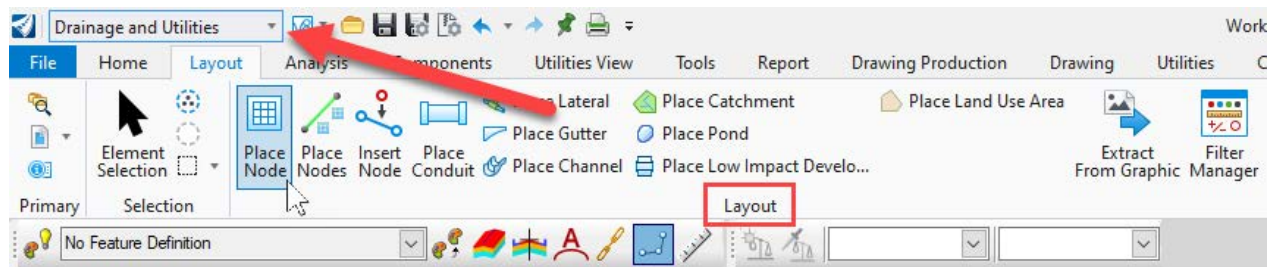 Drainage and Utilities
Work
File Home Layout Analysis Components Utilities View Tools Report Drawing Production Drawing Utilities
Element Selection
Place Node
Place Nodes
Insert Node
Place Conduit
Lateral
Place Gutter
Place Channel
Place Catchment
Place Pond
Place Low Impact Develo...
Place Land Use Area
Extract From Graphic
Filter Manager
Primary Selection Layout
No Feature Definition